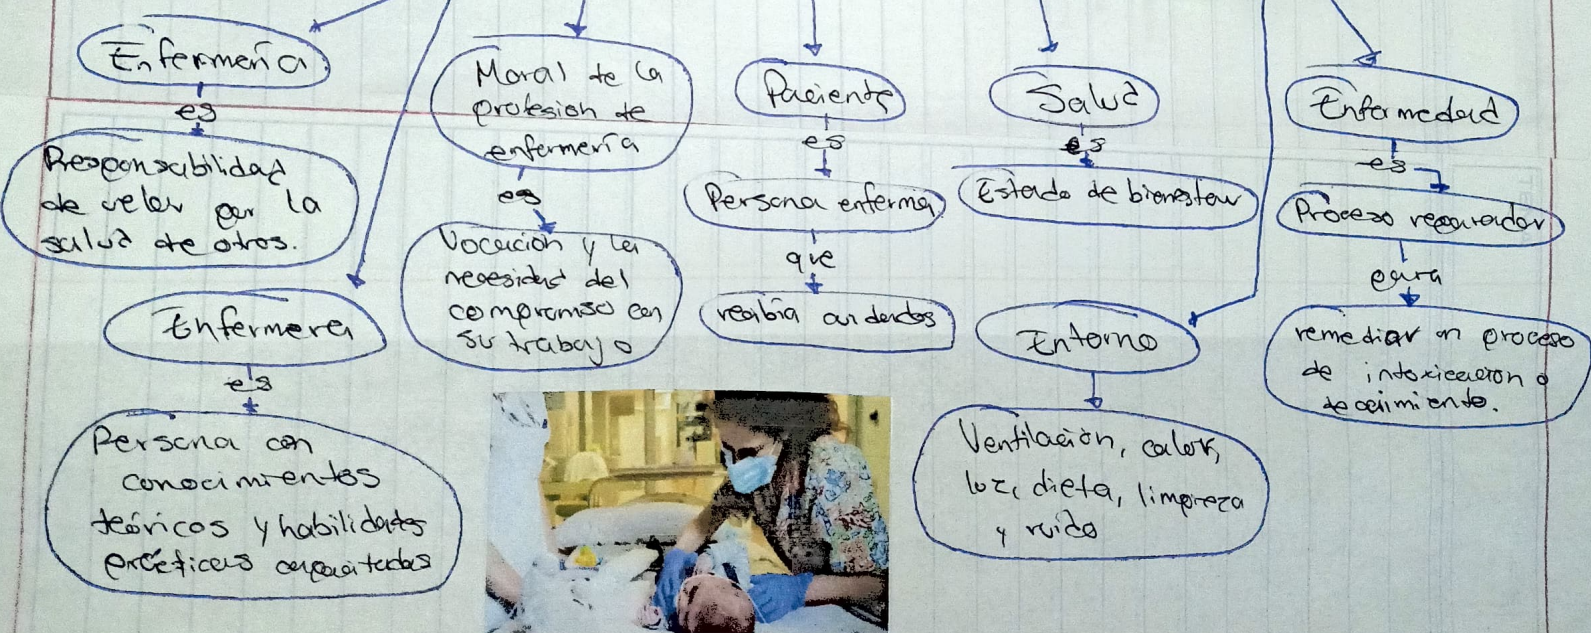 Enfermería
es
Responsabilidad
de velar por la
salud de otros.
Enfermera
es
Persona con
conocimientos
teóricos y habilidades
prácticas capacitadas
Moral de la
profesion de
enfermería
es
Vocación y la
necesidad del
compromiso con
su trabajo
Paciente
es
Persona enferma
que
recibía cuidados
Salud
es
Estado de bienestar
Entorno
Ventilación, calor,
luz, dieta, limpieza
y ruido
Enfermedad
es
Proceso reparador
para
remediar un proceso
de intoxicación o
decaimiento.